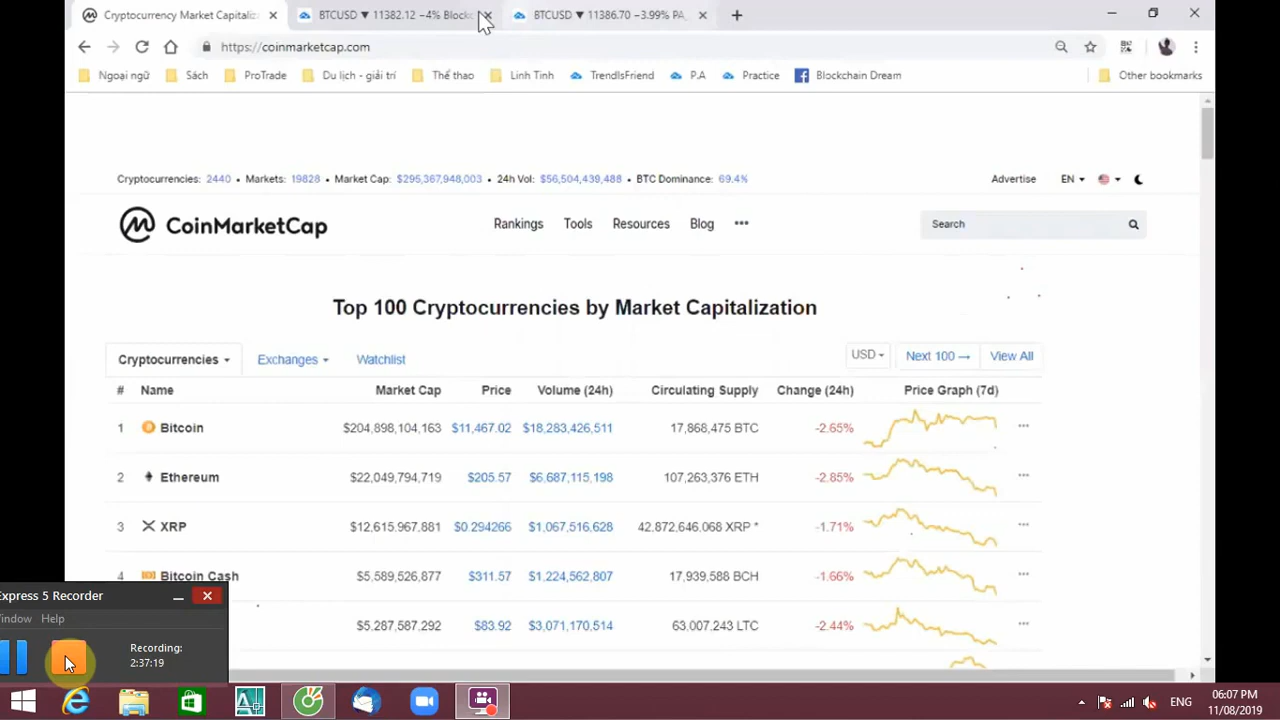 Cryptocurrency Market Capitaliz
BTCUSD ▼ 11382.12 −4% Blockc
BTCUSD ▼ 11386.70 −3.99% PA
https://coinmarketcap.com
Ngoại ngữ Sách ProTrade Du lịch - giải trí Thể thao Linh Tinh TrendIsFriend P.A Practice Blockchain Dream Other bookmarks
Cryptocurrencies: 2440 • Markets: 19828 • Market Cap: $295,367,948,003 • 24h Vol: $56,504,439,488 • BTC Dominance: 69.4% Advertise EN
CoinMarketCap Rankings Tools Resources Blog ••• Search
Top 100 Cryptocurrencies by Market Capitalization
Cryptocurrencies Exchanges Watchlist USD Next 100 → View All
# Name Market Cap Price Volume (24h) Circulating Supply Change (24h) Price Graph (7d)
1 Bitcoin $204,898,104,163 $11,467.02 $18,283,426,511 17,868,475 BTC -2.65%
2 Ethereum $22,049,794,719 $205.57 $6,687,115,198 107,263,376 ETH -2.85%
3 XRP $12,615,967,881 $0.294266 $1,067,516,628 42,872,646,068 XRP * -1.71%
4 Bitcoin Cash $5,589,526,877 $311.57 $1,224,562,807 17,939,588 BCH -1.66%
$5,287,587,292 $83.92 $3,071,170,514 63,007,243 LTC -2.44%
Express 5 Recorder
Window Help
Recording:
2:37:19
ENG
06:07 PM
11/08/2019